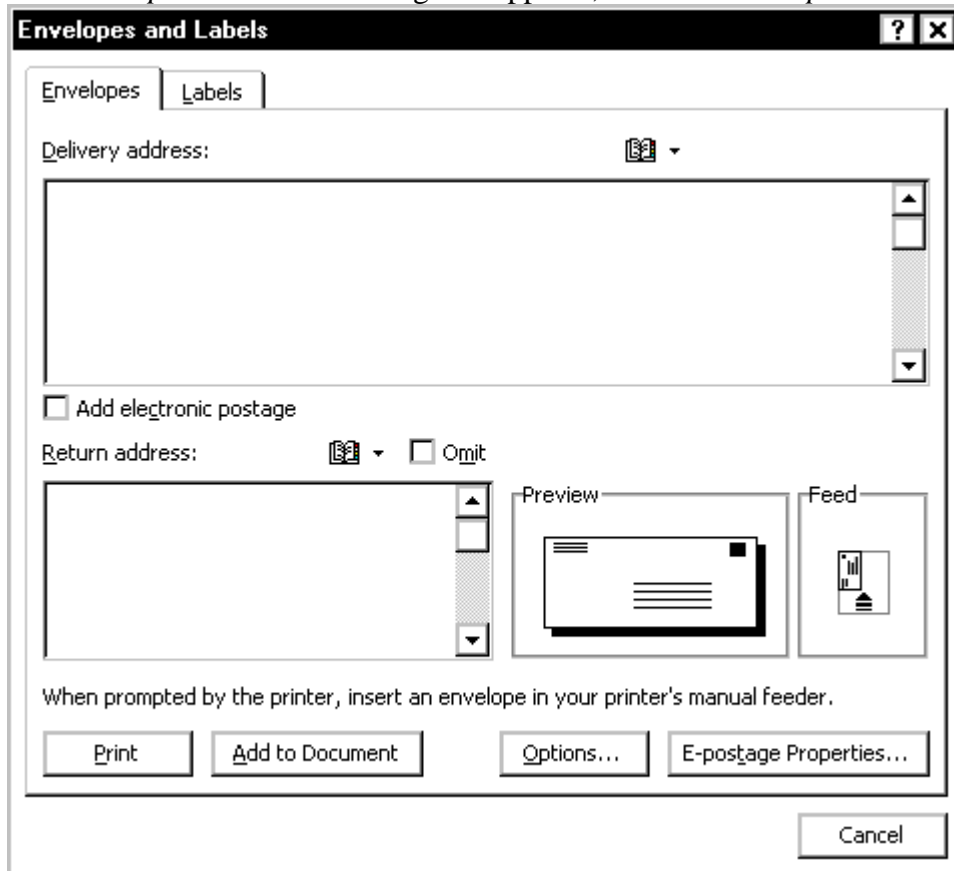 Envelopes and Labels
Envelopes Labels
Delivery address:
Add electronic postage
Return address: Omit
Preview Feed
When prompted by the printer, insert an envelope in your printer's manual feeder.
Print Add to Document Options... E-postage Properties...
Cancel